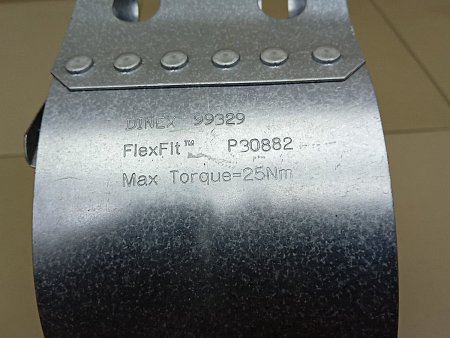 DINEX 99329
FlexFit™ P30882
Max Torque=25Nm